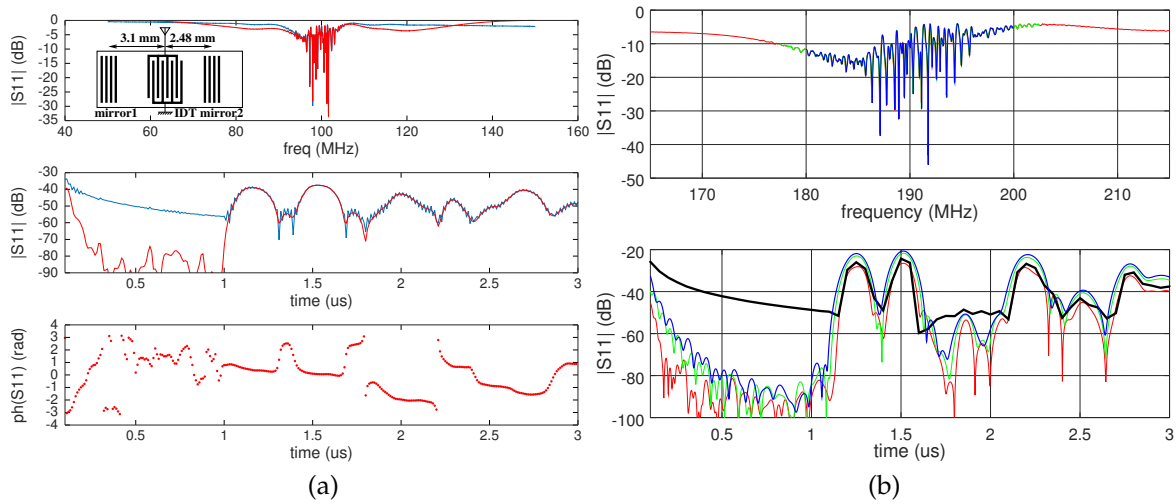 0
-5
-10
-15
-20
-25
-30
-35
|S11| (dB)
3.1 mm 2.48 mm
mirror1 IDT mirror2
40 60 80 100 120 140 160
freq (MHz)
-30
-40
-50
-60
-70
-80
-90
|S11| (dB)
0.5 1 1.5 2 2.5 3
time (us)
4
3
2
1
0
-1
-2
-3
-4
ph(S11) (rad)
0.5 1 1.5 2 2.5 3
time (us)
(a)
0
-10
-20
-30
-40
-50
|S11| (dB)
170 180 190 200 210
frequency (MHz)
-20
-40
-60
-80
-100
|S11| (dB)
0.5 1 1.5 2 2.5 3
time (us)
(b)